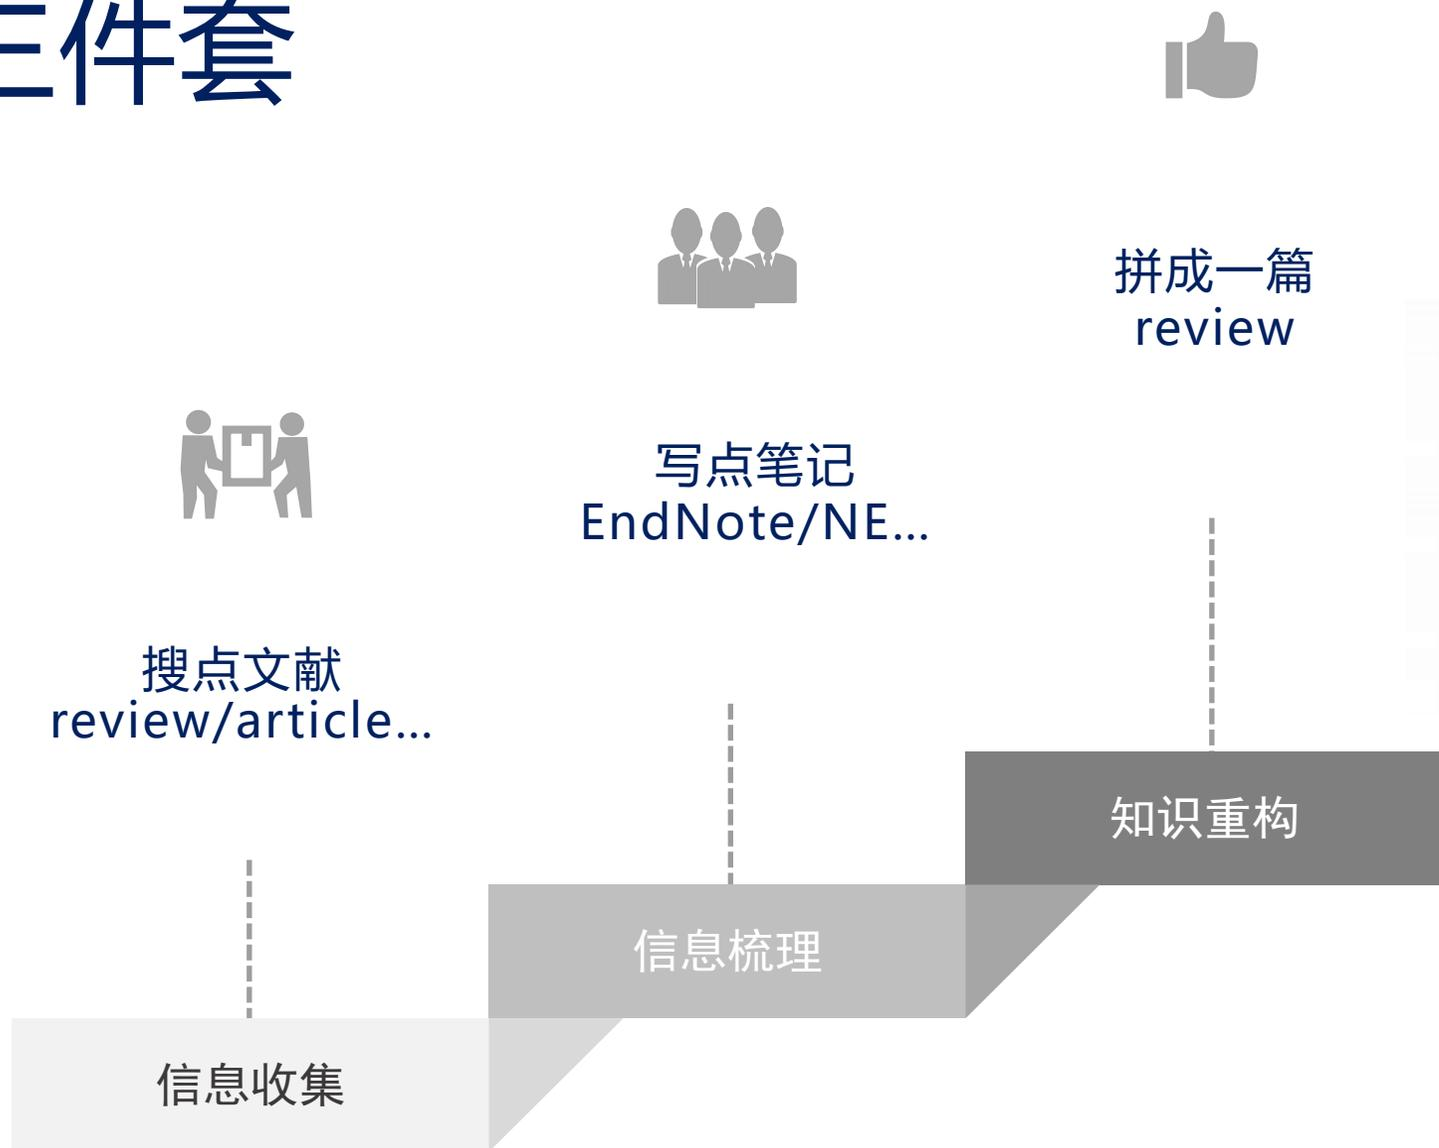 三件套
拼成一篇
review
写点笔记
EndNote/NE...
搜点文献
review/article...
知识重构
信息梳理
信息收集